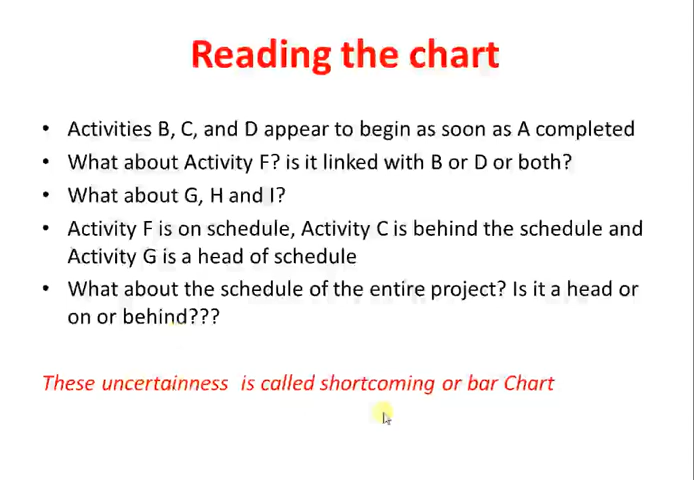 Reading the chart
• Activities B, C, and D appear to begin as soon as A completed
• What about Activity F? is it linked with B or D or both?
• What about G, H and I?
• Activity F is on schedule, Activity C is behind the schedule and
Activity G is a head of schedule
• What about the schedule of the entire project? Is it a head or
on or behind???
These uncertainness is called shortcoming or bar Chart